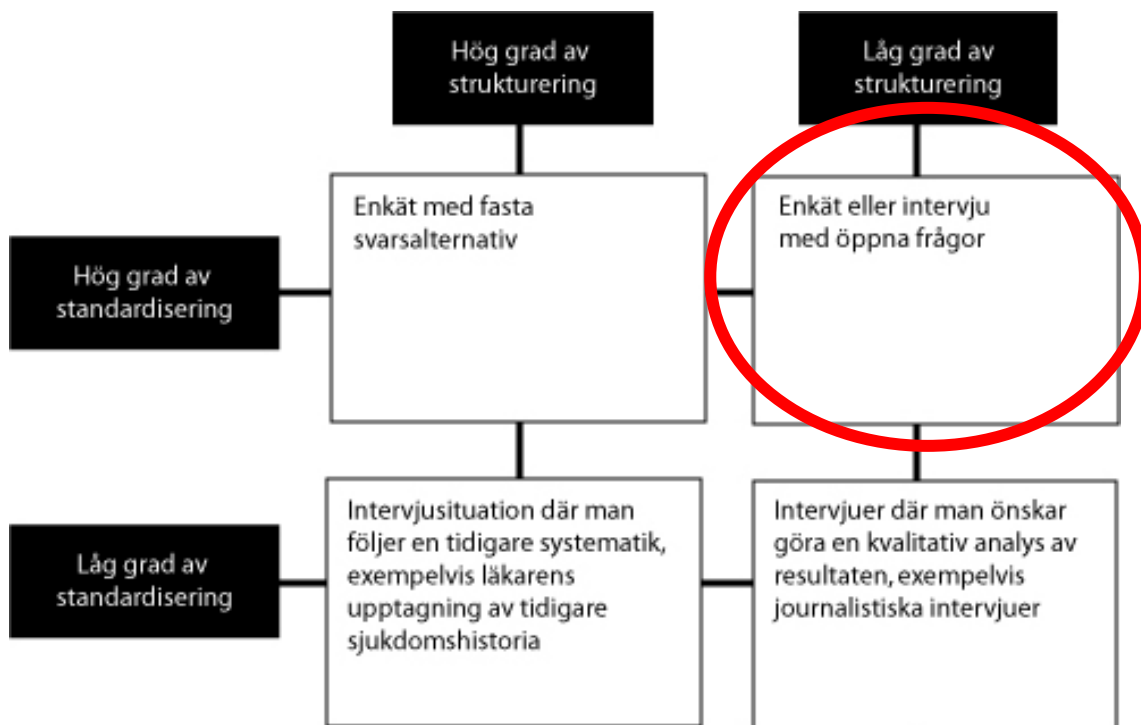 Hög grad av
strukturering
Låg grad av
strukturering
Hög grad av
standardisering
Enkät med fasta
svarsalternativ
Enkät eller intervju
med öppna frågor
Låg grad av
standardisering
Intervjusituation där man
följer en tidigare systematik,
exempelvis läkarens
upptagning av tidigare
sjukdomshistoria
Intervjuer där man önskar
göra en kvalitativ analys av
resultaten, exempelvis
journalistiska intervjuer